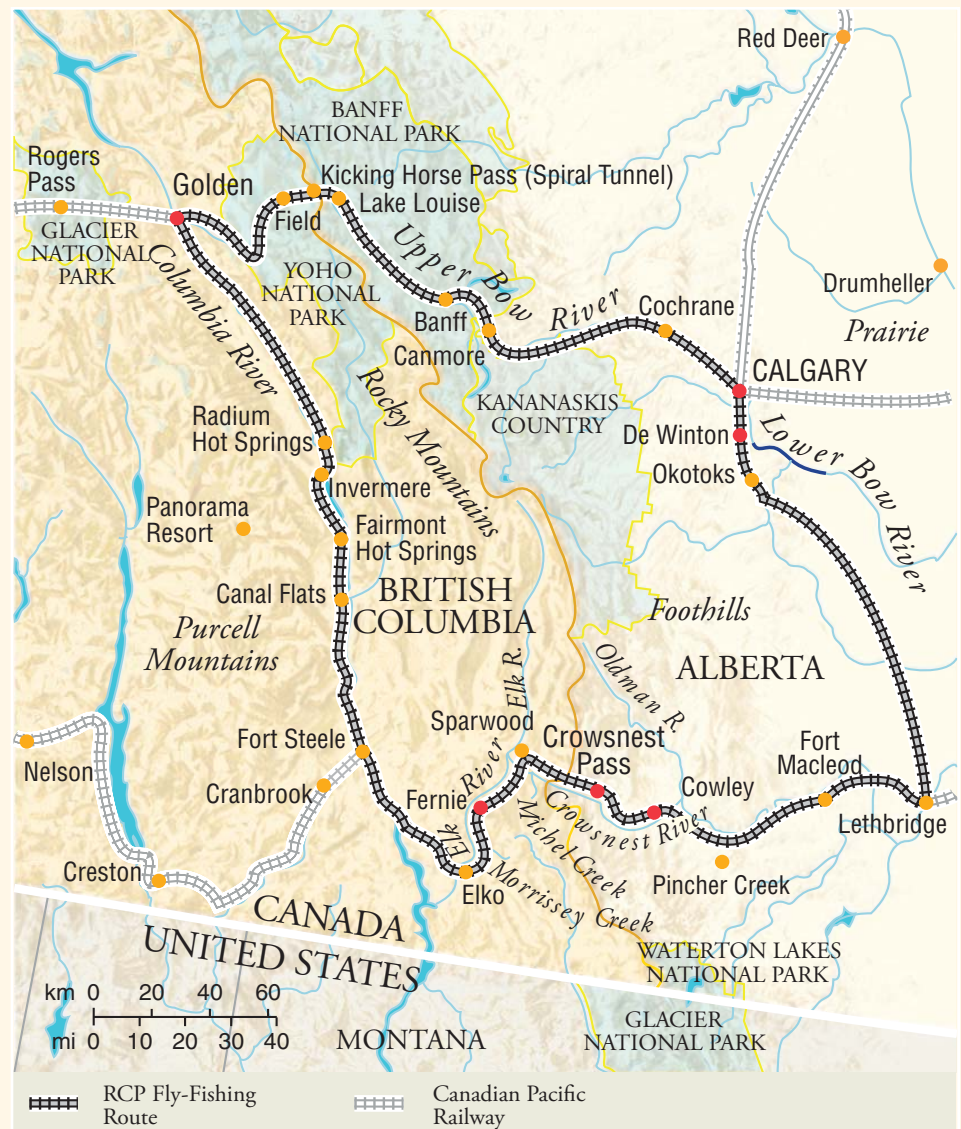 Red Deer
BANFF
NATIONAL PARK
Rogers
Pass
Golden
Kicking Horse Pass (Spiral Tunnel)
Lake Louise
Field
GLACIER
NATIONAL
PARK
Columbia River
YOHO
NATIONAL
PARK
Upper Bow River
Banff
Canmore
Cochrane
Drumheller
Prairie
CALGARY
Rocky Mountains
KANANASKIS
COUNTRY
De Winton
Lower Bow River
Okotoks
Radium
Hot Springs
Invermere
Panorama
Resort
Fairmont
Hot Springs
Canal Flats
BRITISH
COLUMBIA
Purcell
Mountains
Foothills
ALBERTA
Elk R.
Oldman R.
Sparwood
Crowsnest
Pass
Fort Steele
Fort
Macleod
Nelson
Cranbrook
Fernie
Elk River
Cowley
Crowsnest River
Michel Creek
Lethbridge
Creston
Elko
Morrissey Creek
Pincher Creek
CANADA
UNITED STATES
WATERTON LAKES
NATIONAL PARK
km 0 20 40 60
mi 0 10 20 30 40
MONTANA
GLACIER
NATIONAL PARK
RCP Fly-Fishing
Route
Canadian Pacific
Railway